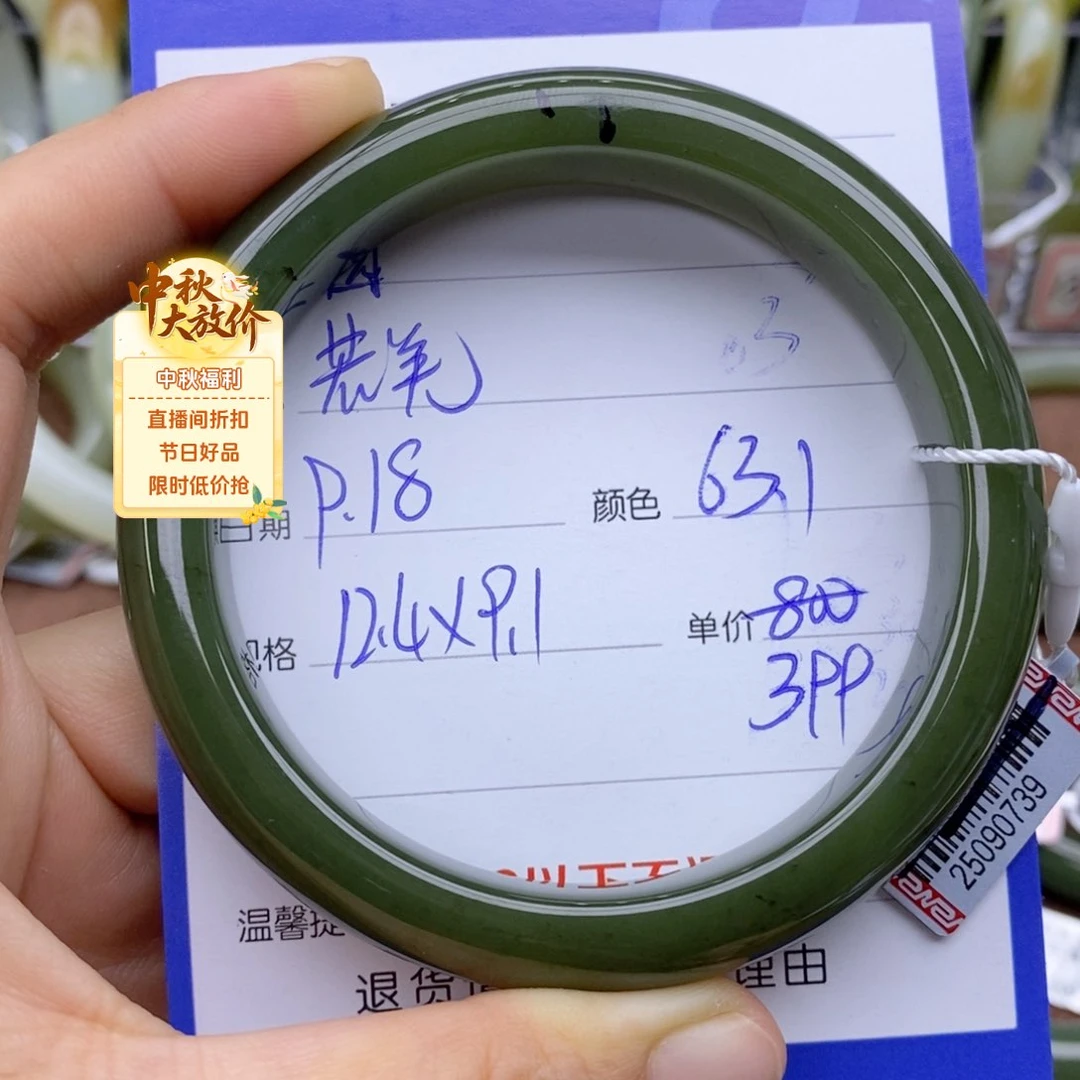 中秋
大放价
中秋福利
直播间折扣
节日好品
限时低价抢
圆
日期 P.18 颜色 63.1
规格 12.4X9.1 单价 800
3PP
25090739
温馨提
退货
理由